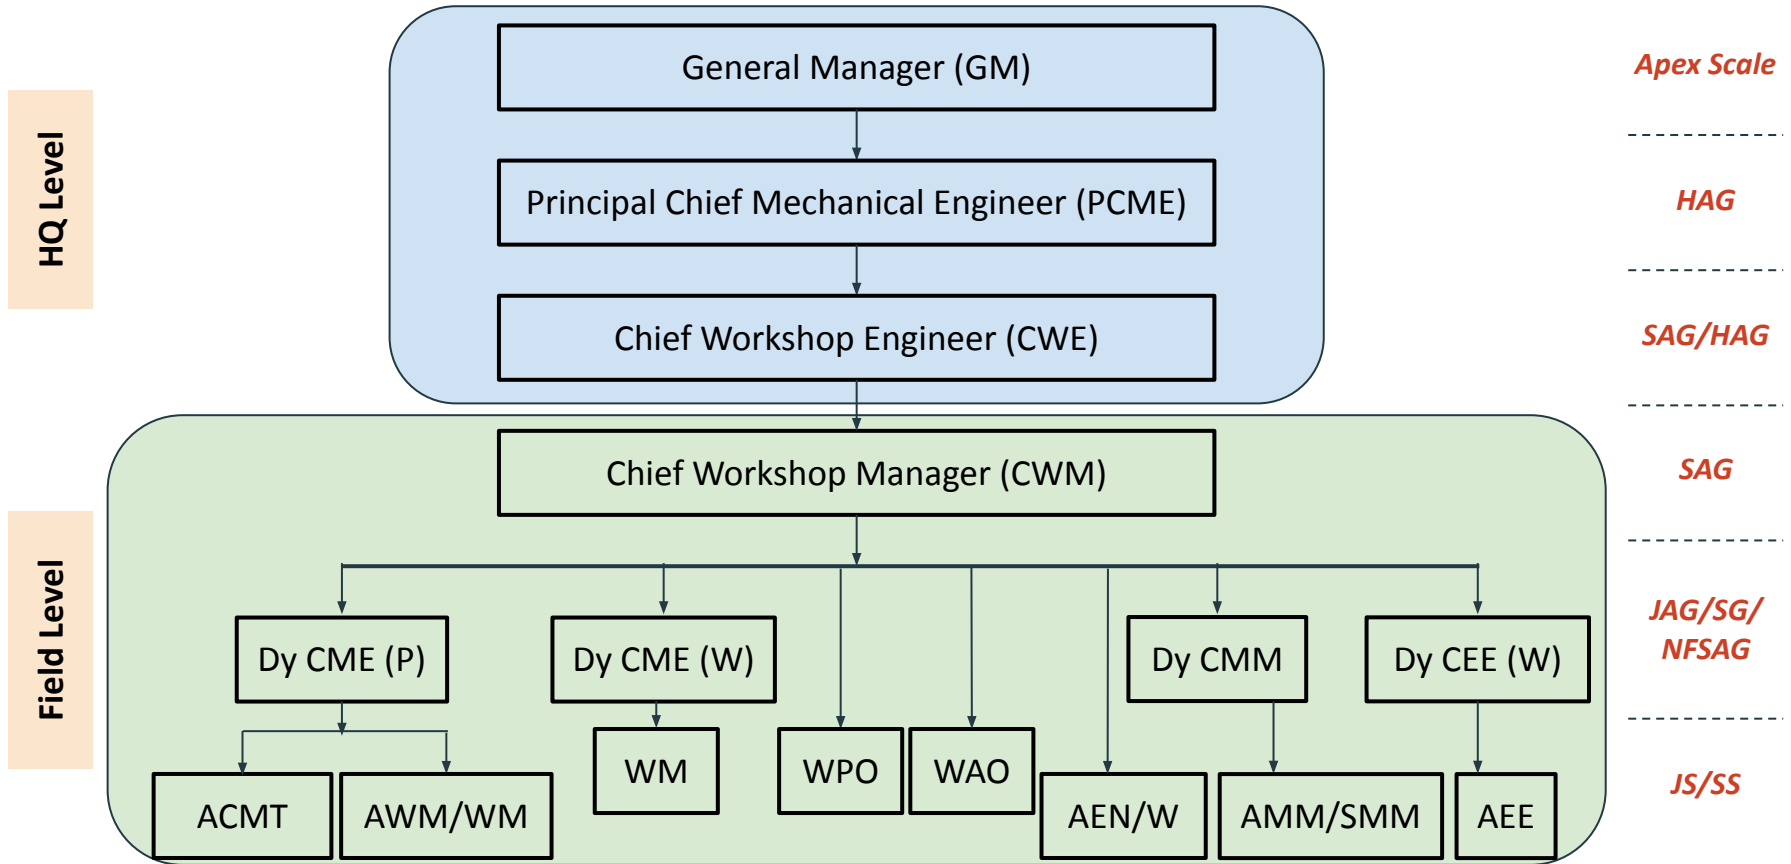 General Manager (GM)
Apex Scale
HQ Level
Principal Chief Mechanical Engineer (PCME)
HAG
Chief Workshop Engineer (CWE)
SAG/HAG
Chief Workshop Manager (CWM)
SAG
Field Level
Dy CME (P)
Dy CME (W)
Dy CMM
Dy CEE (W)
JAG/SG/
NFSAG
WM
WPO
WAO
ACMT
AWM/WM
AEN/W
AMM/SMM
AEE
JS/SS